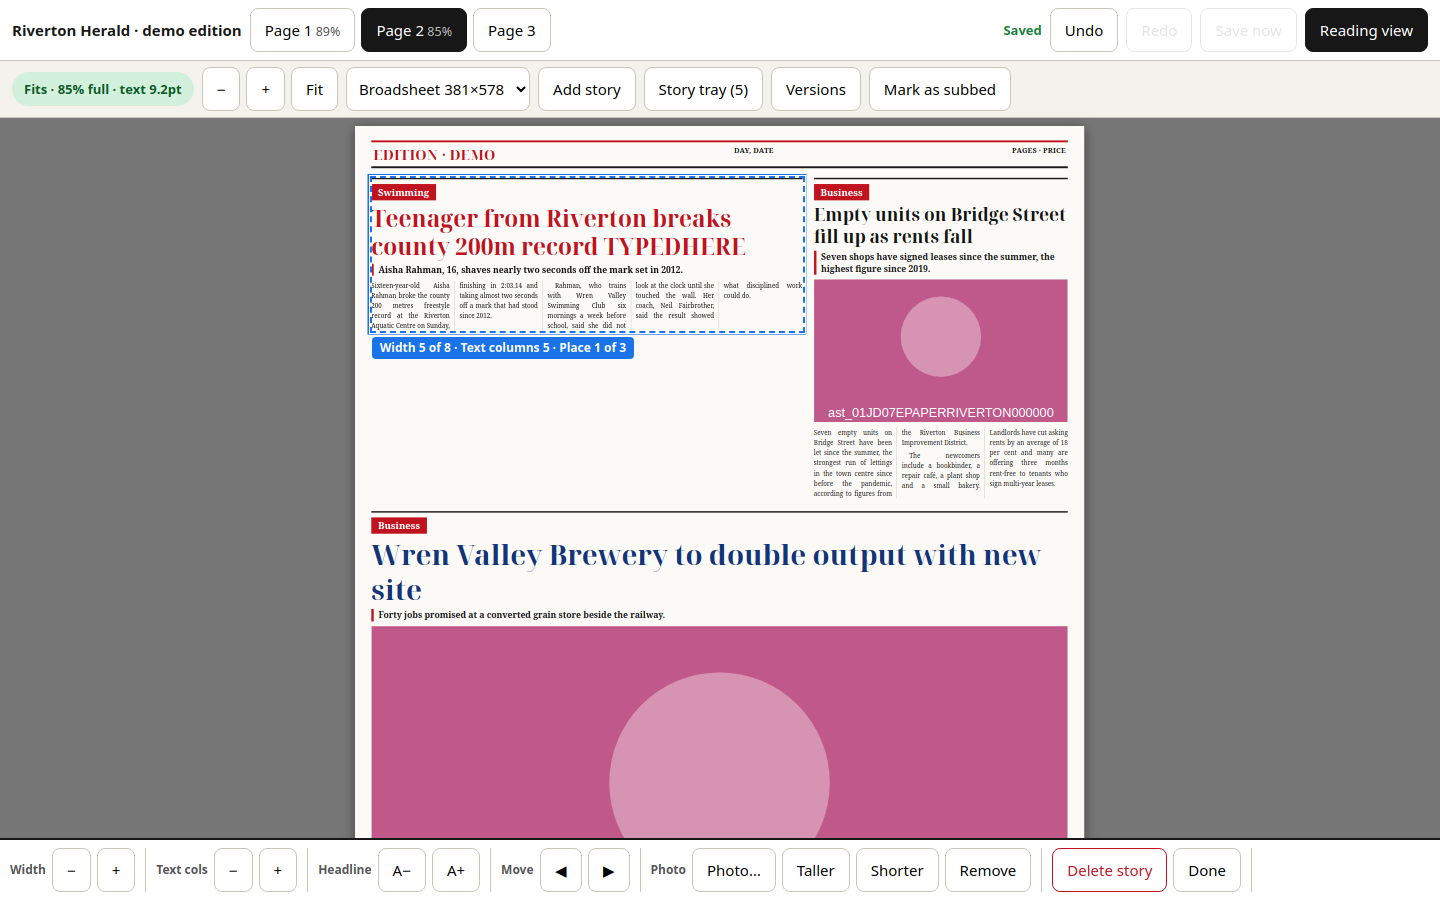 Riverton Herald · demo edition
Page 1 89%
Page 2 85%
Page 3
Saved
Undo
Redo
Save now
Reading view
Fits · 85% full · text 9.2pt
−
+
Fit
Broadsheet 381×578
Add story
Story tray (5)
Versions
Mark as subbed
EDITION · DEMO
DAY, DATE
PAGES · PRICE
Swimming
Teenager from Riverton breaks
county 200m record TYPEDHERE
Aisha Rahman, 16, shaves nearly two seconds off the mark set in 2012.
Sixteen-year-old Aisha
Rahman broke the county
200 metres freestyle
record at the Riverton
Aquatic Centre on Sunday,
finishing in 2:03.14 and
taking almost two seconds
off a mark that had stood
since 2012.
Rahman, who trains
with Wren Valley
Swimming Club six
mornings a week before
school, said she did not
look at the clock until she
touched the wall. Her
coach, Neil Fairbrother,
said the result showed
what disciplined work
could do.
Width 5 of 8 · Text columns 5 · Place 1 of 3
Business
Empty units on Bridge Street
fill up as rents fall
Seven shops have signed leases since the summer, the
highest figure since 2019.
ast_01JD07EPAPERRIVERTON000000
Seven empty units on
Bridge Street have been
let since the summer, the
strongest run of lettings
in the town centre since
before the pandemic,
according to figures from
the Riverton Business
Improvement District.
The newcomers
include a bookbinder, a
repair café, a plant shop
and a small bakery.
Landlords have cut asking
rents by an average of 18
per cent and many are
offering three months
rent-free to tenants who
sign multi-year leases.
Business
Wren Valley Brewery to double output with new
site
Forty jobs promised at a converted grain store beside the railway.
Width
−
+
Text cols
−
+
Headline
A−
A+
Move
◀
▶
Photo
Photo...
Taller
Shorter
Remove
Delete story
Done